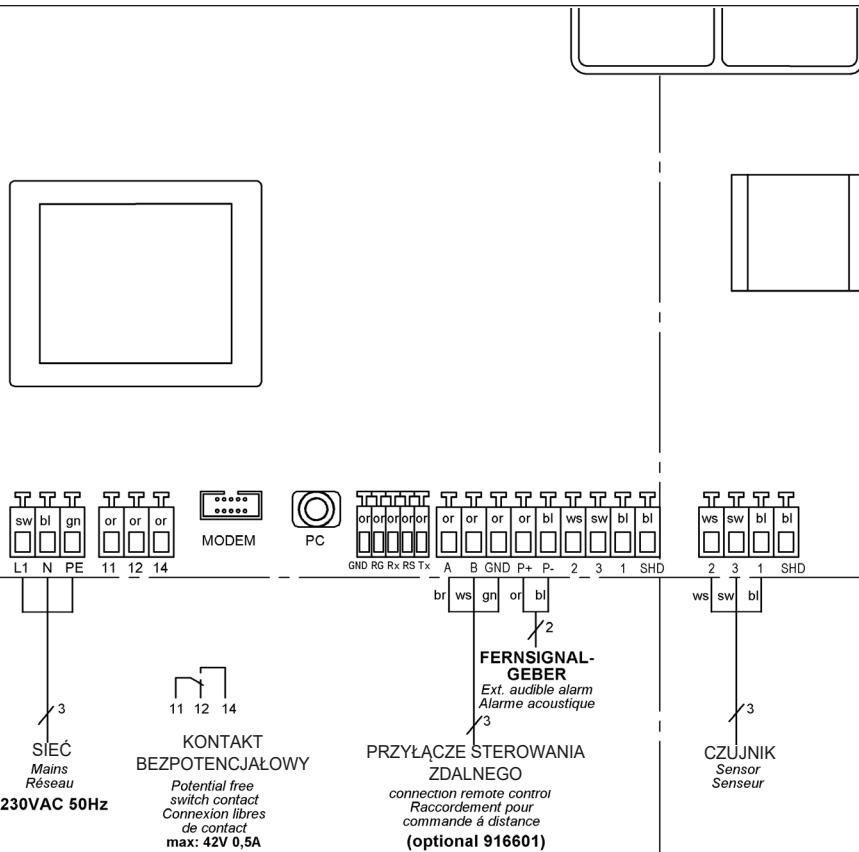 sw bl gn
or or or
or or or or or
or or or or bl ws sw bl bl
ws sw bl bl
MODEM
PC
L1 N PE
11 12 14
GND RG Rx RS Tx
A B GND P+ P- 2 3 1 SHD
2 3 1 SHD
br ws gn or bl
ws sw bl
2
FERNSIGNAL-
GEBER
Ext. audible alarm
Alarme acoustique
3
SIEĆ
Mains
Réseau
230VAC 50Hz
11 12 14
KONTAKT
BEZPOTENCJAŁOWY
Potential free
switch contact
Connexion libres
de contact
max: 42V 0,5A
3
PRZYŁĄCZE STEROWANIA
ZDALNEGO
connection remote control
Raccordement pour
commande á distance
(optional 916601)
3
CZUJNIK
Sensor
Senseur